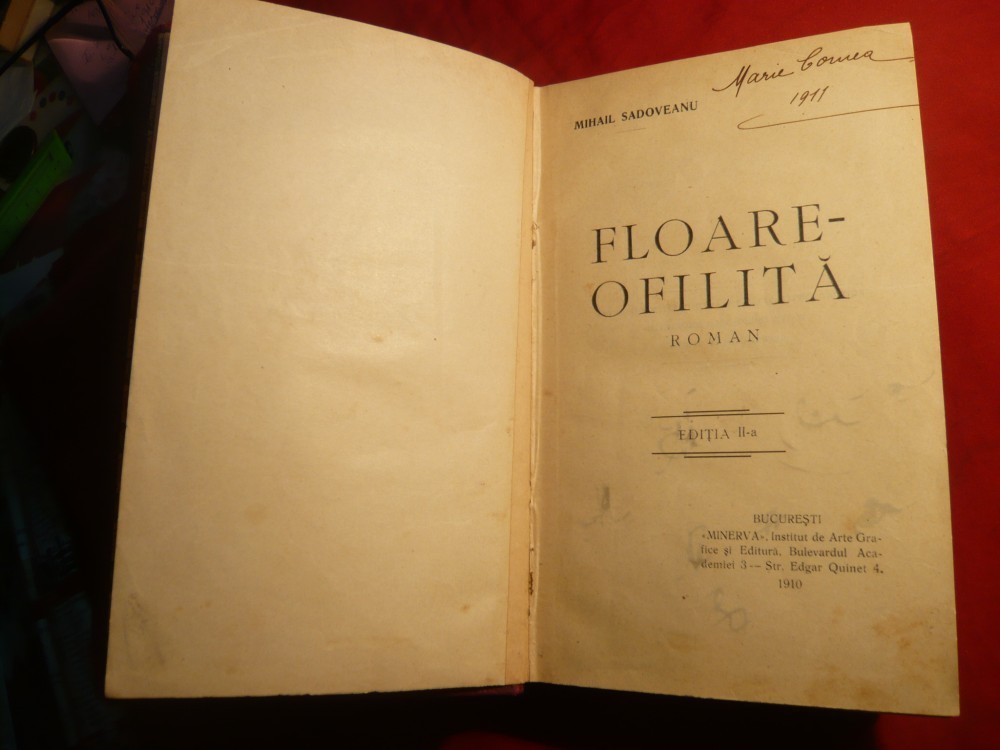 Marie Cornea
1911
MIHAIL SADOVEANU
FLOARE-
OFILITĂ
ROMAN
EDIŢIA II-a
BUCUREŞTI
«MINERVA», Institut de Arte Gra-
fice şi Editură, Bulevardul Aca-
demiei 3 — Str. Edgar Quinet 4.
1910